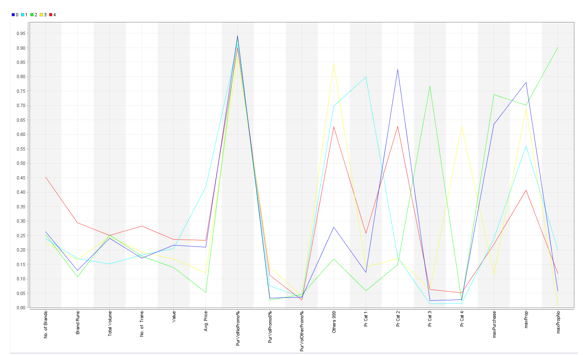 0 1 2 3 4
0.95
0.90
0.85
0.80
0.75
0.70
0.65
0.60
0.55
0.50
0.45
0.40
0.35
0.30
0.25
0.20
0.15
0.10
0.05
0.00
No. of Brands
Brand Runs
Total Volume
No. of Trans
Value
Avg. Price
Pur Vol No Promo %
Pur Vol Promo 6 %
Pur Vol Other Promo %
Others 999
Pr Cat 1
Pr Cat 2
Pr Cat 3
Pr Cat 4
maxPurchase
maxProp
maxPropNo